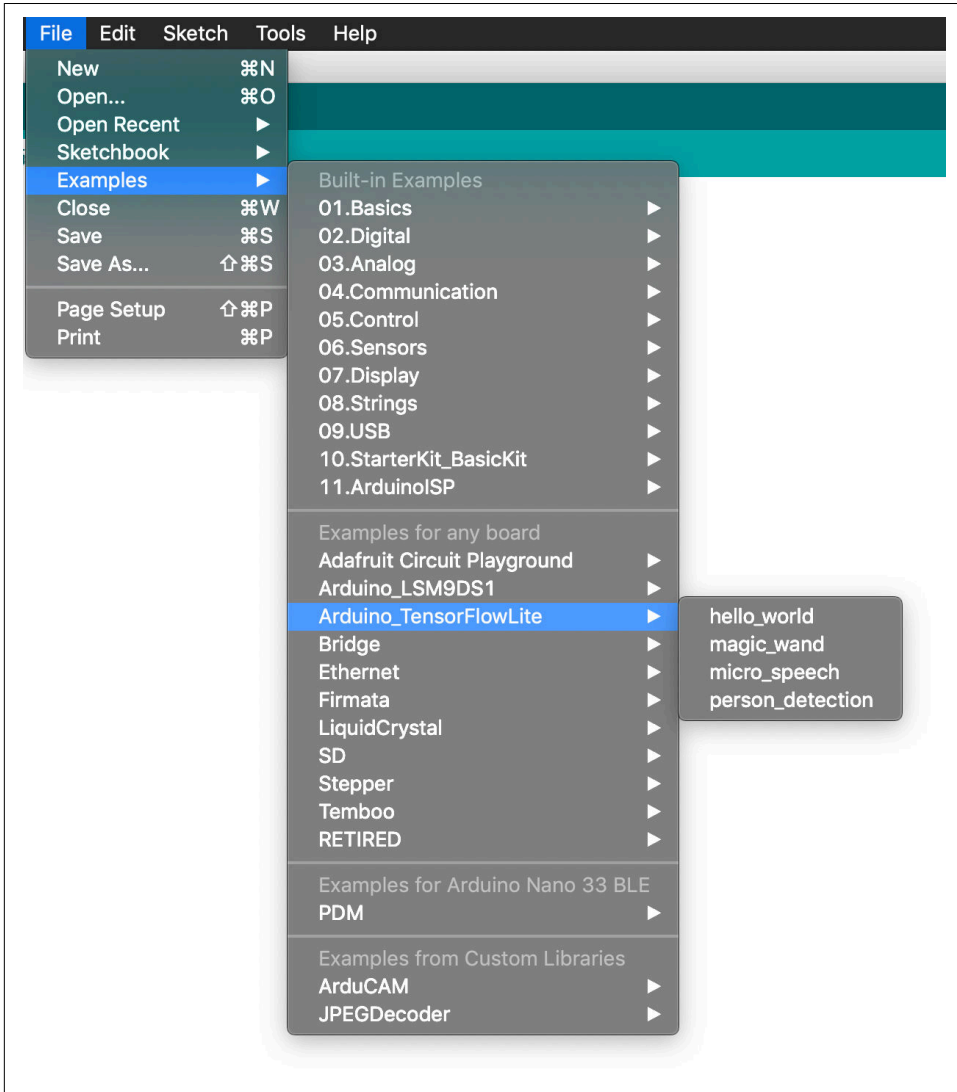 File Edit Sketch Tools Help
New ⌘N
Open... ⌘O
Open Recent ▶
Sketchbook ▶
Examples ▶
Close ⌘W
Save ⌘S
Save As... ⇧⌘S
Page Setup ⇧⌘P
Print ⌘P
Built-in Examples
01.Basics ▶
02.Digital ▶
03.Analog ▶
04.Communication ▶
05.Control ▶
06.Sensors ▶
07.Display ▶
08.Strings ▶
09.USB ▶
10.StarterKit_BasicKit ▶
11.ArduinoISP ▶
Examples for any board
Adafruit Circuit Playground ▶
Arduino_LSM9DS1 ▶
Arduino_TensorFlowLite ▶
Bridge ▶
Ethernet ▶
Firmata ▶
LiquidCrystal ▶
SD ▶
Stepper ▶
Temboo ▶
RETIRED ▶
Examples for Arduino Nano 33 BLE
PDM ▶
Examples from Custom Libraries
ArduCAM ▶
JPEGDecoder ▶
hello_world
magic_wand
micro_speech
person_detection